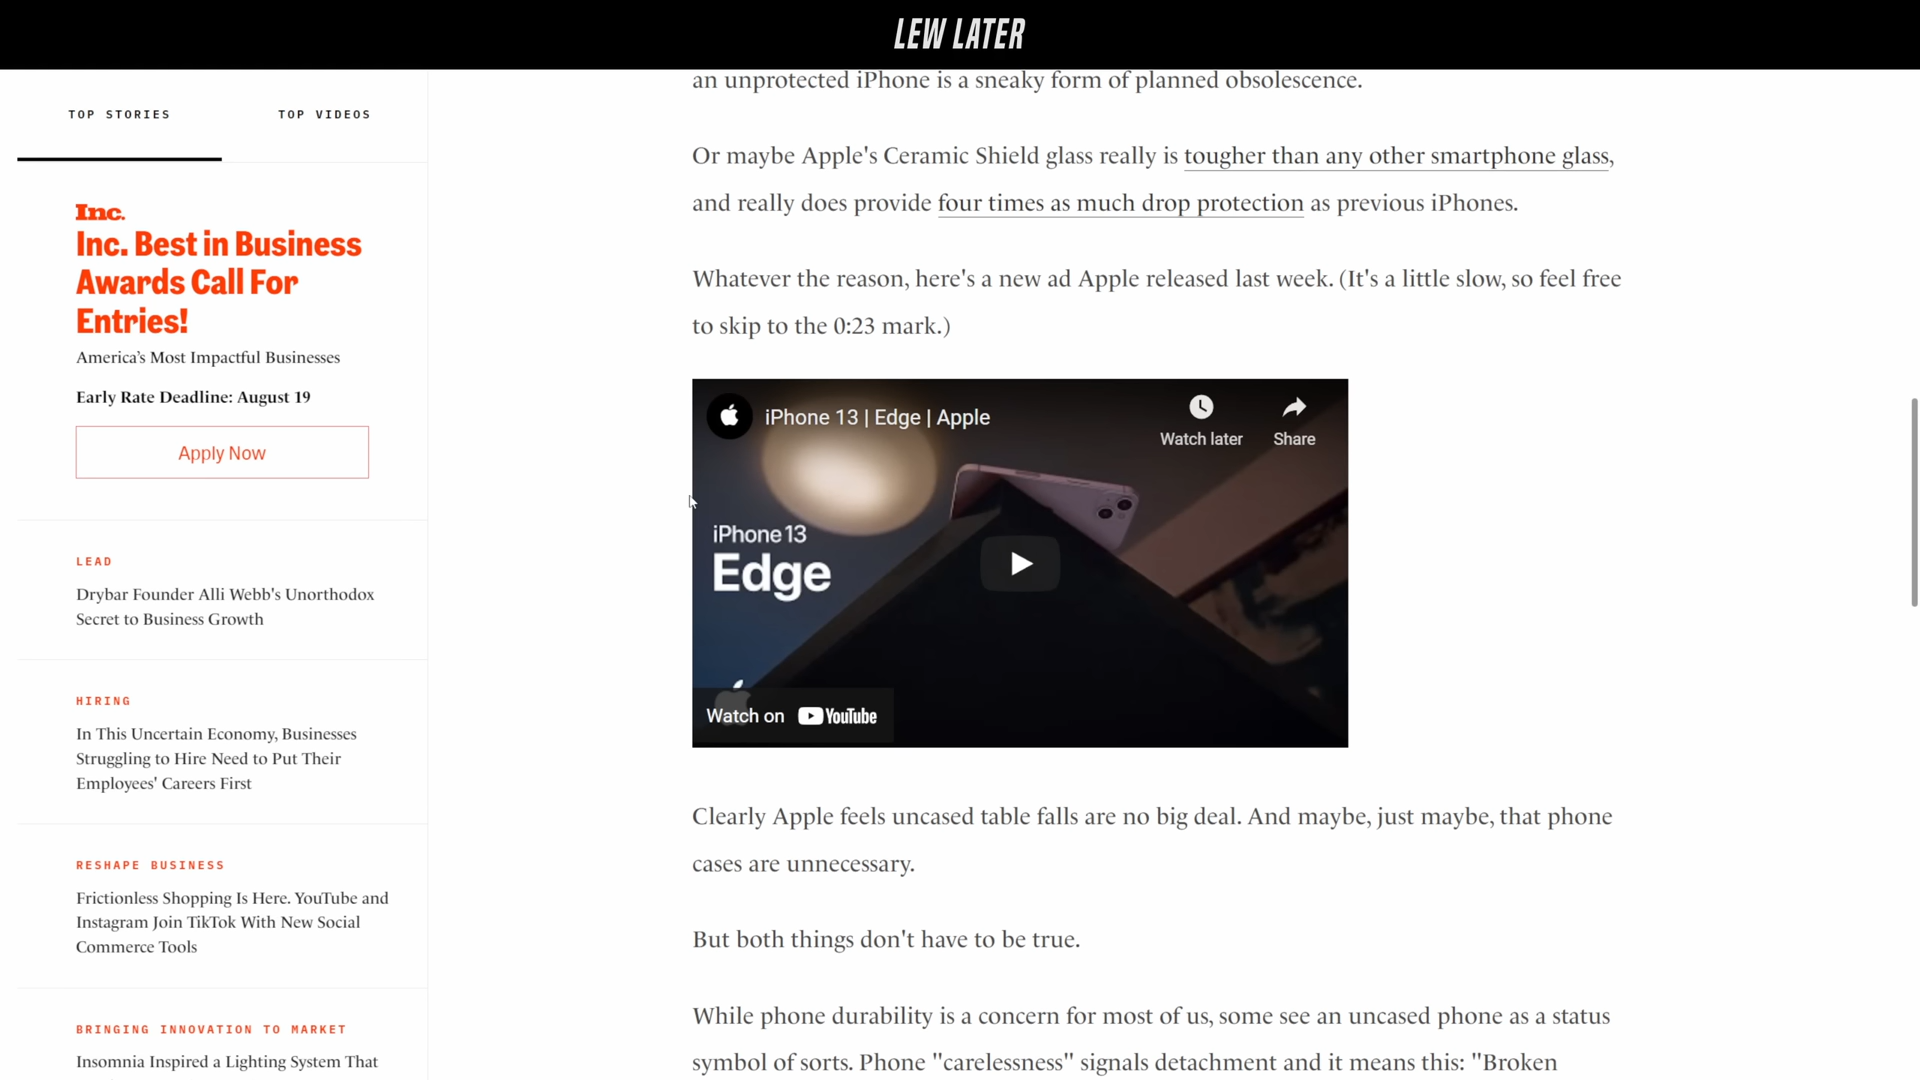 LEW LATER
TOP STORIES
TOP VIDEOS
Inc.
Inc. Best in Business
Awards Call For
Entries!
America’s Most Impactful Businesses
Early Rate Deadline: August 19
Apply Now
LEAD
Drybar Founder Alli Webb's Unorthodox
Secret to Business Growth
HIRING
In This Uncertain Economy, Businesses
Struggling to Hire Need to Put Their
Employees' Careers First
RESHAPE BUSINESS
Frictionless Shopping Is Here. YouTube and
Instagram Join TikTok With New Social
Commerce Tools
BRINGING INNOVATION TO MARKET
Insomnia Inspired a Lighting System That
an unprotected iPhone is a sneaky form of planned obsolescence.
Or maybe Apple's Ceramic Shield glass really is tougher than any other smartphone glass,
and really does provide four times as much drop protection as previous iPhones.
Whatever the reason, here's a new ad Apple released last week. (It's a little slow, so feel free
to skip to the 0:23 mark.)
iPhone 13 | Edge | Apple
Watch later
Share
iPhone 13
Edge
Watch on YouTube
Clearly Apple feels uncased table falls are no big deal. And maybe, just maybe, that phone
cases are unnecessary.
But both things don't have to be true.
While phone durability is a concern for most of us, some see an uncased phone as a status
symbol of sorts. Phone "carelessness" signals detachment and it means this: "Broken